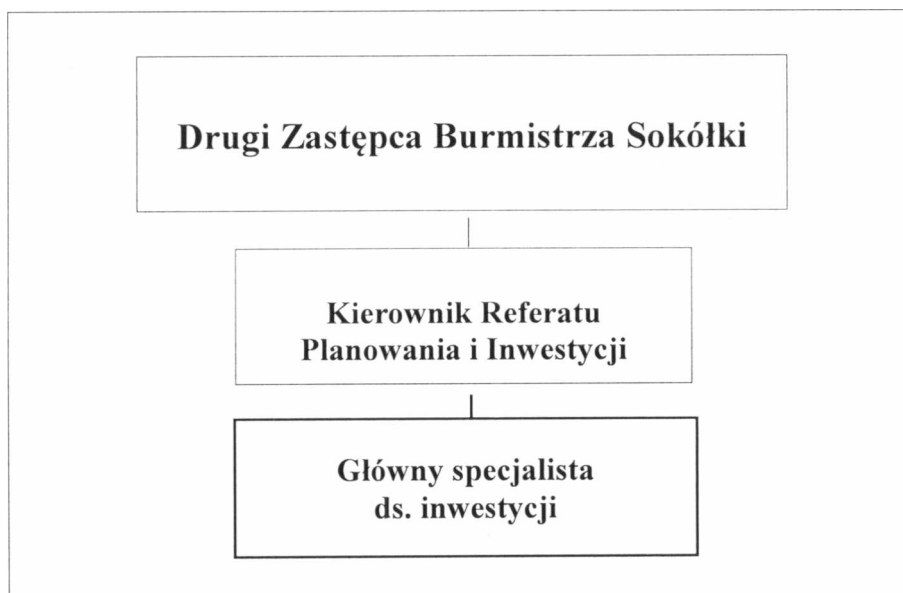 Drugi Zastępca Burmistrza Sokółki
Kierownik Referatu
Planowania i Inwestycji
Główny specjalista
ds. inwestycji